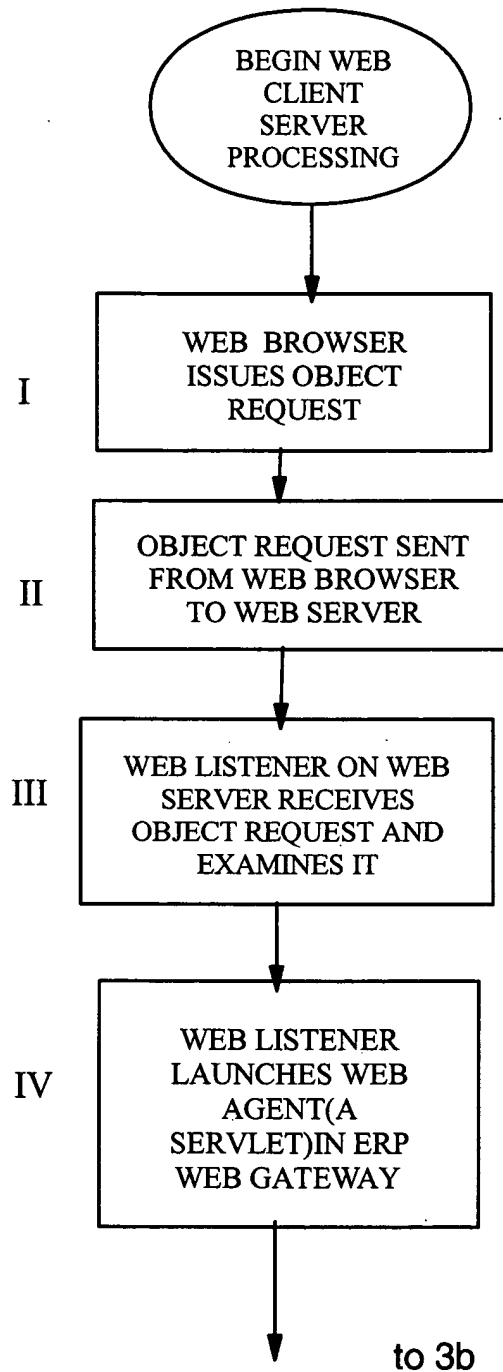 BEGIN WEB
CLIENT
SERVER
PROCESSING
I
WEB BROWSER
ISSUES OBJECT
REQUEST
II
OBJECT REQUEST SENT
FROM WEB BROWSER
TO WEB SERVER
III
WEB LISTENER ON WEB
SERVER RECEIVES
OBJECT REQUEST AND
EXAMINES IT
IV
WEB LISTENER
LAUNCHES WEB
AGENT(A
SERVLET)IN ERP
WEB GATEWAY
to 3b